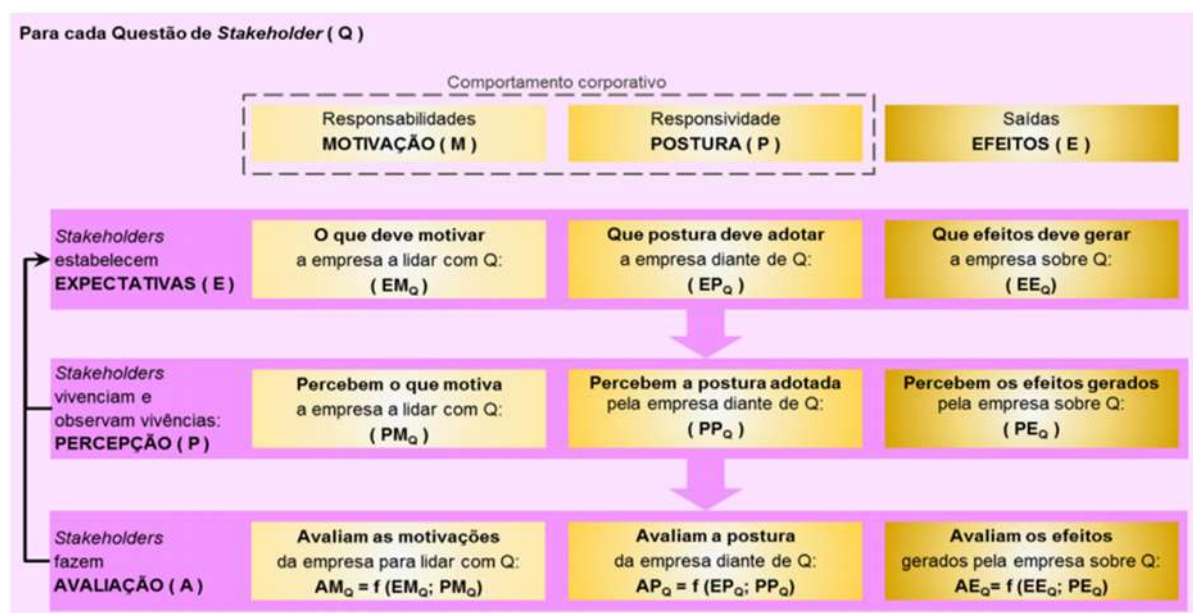 Para cada Questão de Stakeholder ( Q )
Comportamento corporativo
Responsabilidades
MOTIVAÇÃO ( M )
Responsividade
POSTURA ( P )
Saídas
EFEITOS ( E )
Stakeholders
estabelecem
EXPECTATIVAS ( E )
O que deve motivar
a empresa a lidar com Q:
( EMQ )
Que postura deve adotar
a empresa diante de Q:
( EPQ )
Que efeitos deve gerar
a empresa sobre Q:
( EEQ)
Stakeholders
vivenciam e
observam vivências:
PERCEPÇÃO ( P )
Percebem o que motiva
a empresa a lidar com Q:
( PMQ )
Percebem a postura adotada
pela empresa diante de Q:
( PPQ )
Percebem os efeitos gerados
pela empresa sobre Q:
( PEQ )
Stakeholders
fazem
AVALIAÇÃO ( A )
Avaliam as motivações
da empresa para lidar com Q:
AMQ = f (EMQ; PMQ)
Avaliam a postura
da empresa diante de Q:
APQ = f (EPQ; PPQ)
Avaliam os efeitos
gerados pela empresa sobre Q:
AEQ= f (EEQ; PEQ)